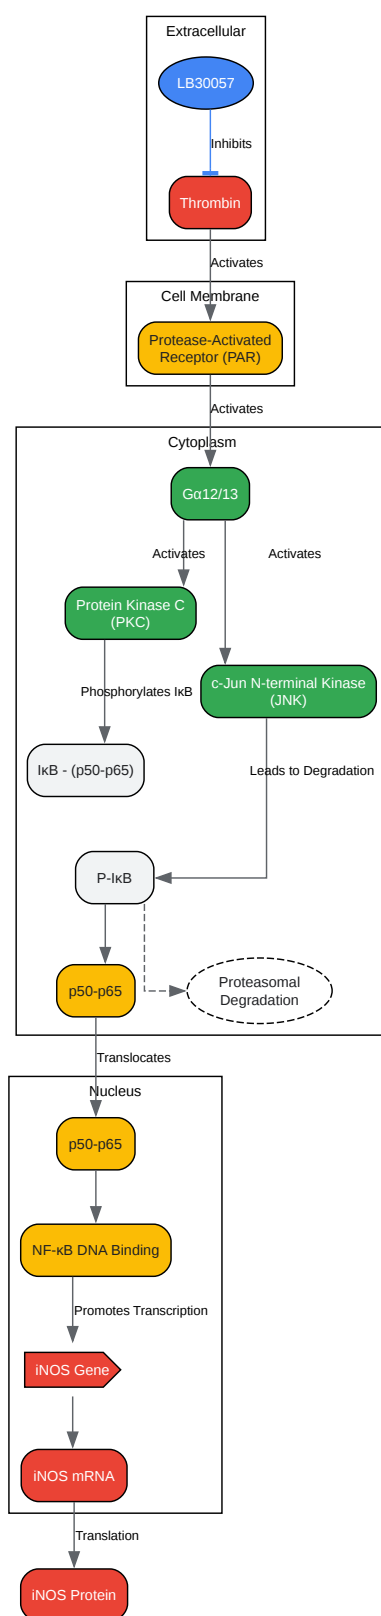 Extracellular
LB30057
Inhibits
Thrombin
Activates
Cell Membrane
Protease-Activated
Receptor (PAR)
Activates
Cytoplasm
Gα12/13
Activates
Activates
Protein Kinase C
(PKC)
c-Jun N-terminal Kinase
(JNK)
Phosphorylates IκB
IκB - (p50-p65)
Leads to Degradation
P-IκB
p50-p65
Proteasomal
Degradation
Translocates
Nucleus
p50-p65
NF-κB DNA Binding
Promotes Transcription
iNOS Gene
iNOS mRNA
Translation
iNOS Protein